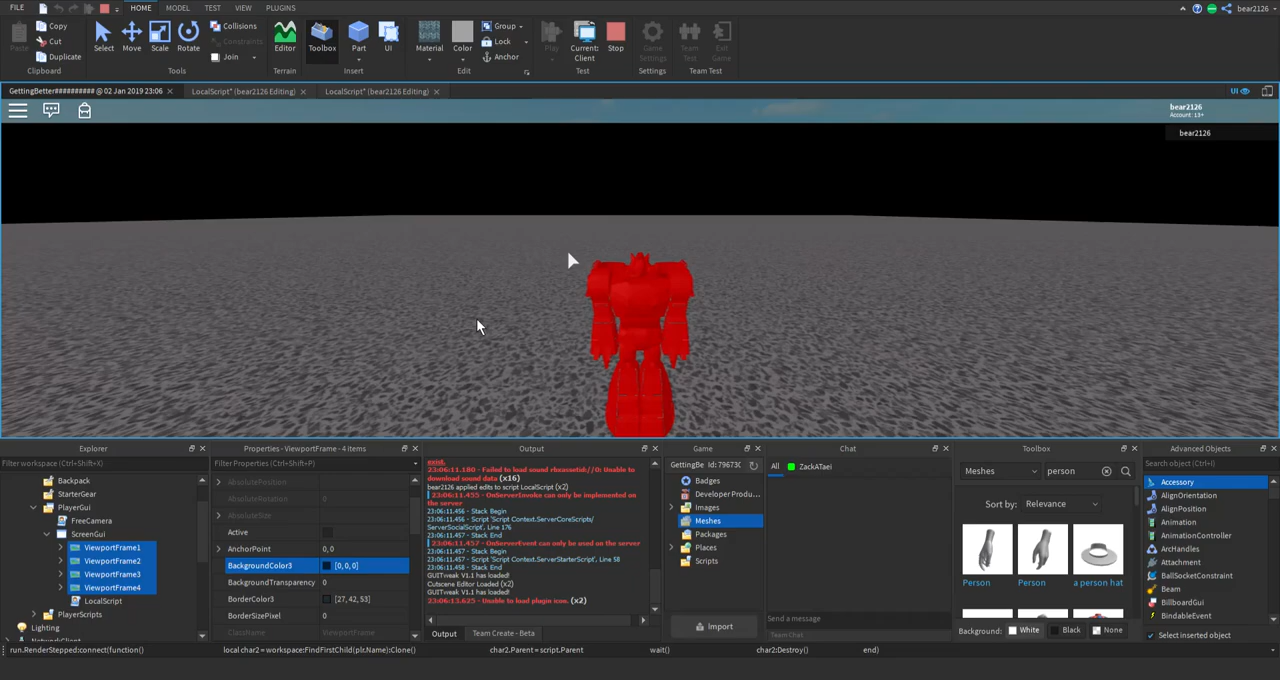 FILE HOME MODEL TEST VIEW PLUGINS bear2126
Paste Copy Cut Duplicate Select Move Scale Rotate Collisions Constraints Join Editor Toolbox Part UI Material Color Group Lock Anchor Play Current: Client Stop Game Settings Team Test Exit Game
Clipboard Tools Terrain Insert Edit Test Settings Team Test
GettingBetter########## @ 02 Jan 2019 23:06 LocalScript* (bear2126 Editing) LocalScript* (bear2126 Editing) UI
bear2126
Account: 13+
bear2126
Explorer
Filter workspace (Ctrl+Shift+X)
Backpack
StarterGear
PlayerGui
FreeCamera
ScreenGui
ViewportFrame1
ViewportFrame2
ViewportFrame3
ViewportFrame4
LocalScript
PlayerScripts
Lighting
Properties - ViewportFrame - 4 items
Filter Properties (Ctrl+Shift+P)
AbsolutePosition
AbsoluteRotation 0
AbsoluteSize
Active
AnchorPoint 0,0
BackgroundColor3 [0, 0, 0]
BackgroundTransparency 0
BorderColor3 [27, 42, 53]
BorderSizePixel 0
ClassName ViewportFrame
Output
exist.
23:06:11.180 - Failed to load sound rbxassetid://0: Unable to
download sound data (x16)
bear2126 applied edits to script LocalScript (x2)
23:06:11.455 - OnServerInvoke can only be implemented on
the server
23:06:11.456 - Stack Begin
23:06:11.456 - Script 'Script Context.ServerCoreScripts/
ServerSocialScript', Line 176
23:06:11.457 - Stack End
23:06:11.457 - OnServerEvent can only be used on the server
23:06:11.457 - Stack Begin
23:06:11.457 - Script 'Script Context.ServerStarterScript', Line 58
23:06:11.458 - Stack End
GUITweak V1.1 has loaded!
Cutscene Editor Loaded (x2)
GUITweak V1.1 has loaded!
23:06:13.625 - Unable to load plugin icon. (x2)
Output Team Create - Beta
Game
GettingBe Id: 79673(
Badges
Developer Produ...
Images
Meshes
Packages
Places
Scripts
Import
Chat
All ZackATaei
Send a message
Team Chat
Toolbox
Meshes person
Sort by: Relevance
Person Person a person hat
Background: White Black None
Advanced Objects
Search object (Ctrl+I)
Accessory
AlignOrientation
AlignPosition
Animation
AnimationController
ArcHandles
Attachment
BallSocketConstraint
Beam
BillboardGui
BindableEvent
Select inserted object
run.RenderStepped:connect(function() local char2 = workspace:FindFirstChild(plr.Name):Clone() char2.Parent = script.Parent wait() char2:Destroy() end)